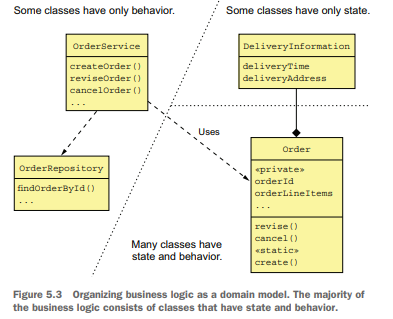 Some classes have only behavior.
Some classes have only state.
OrderService
createOrder()
reviseOrder()
cancelOrder()
...
DeliveryInformation
deliveryTime
deliveryAddress
Uses
OrderRepository
findOrderById()
...
Order
«private»
orderId
orderLineItems
...
revise()
cancel()
«static»
create()
Many classes have
state and behavior.
Figure 5.3 Organizing business logic as a domain model. The majority of
the business logic consists of classes that have state and behavior.